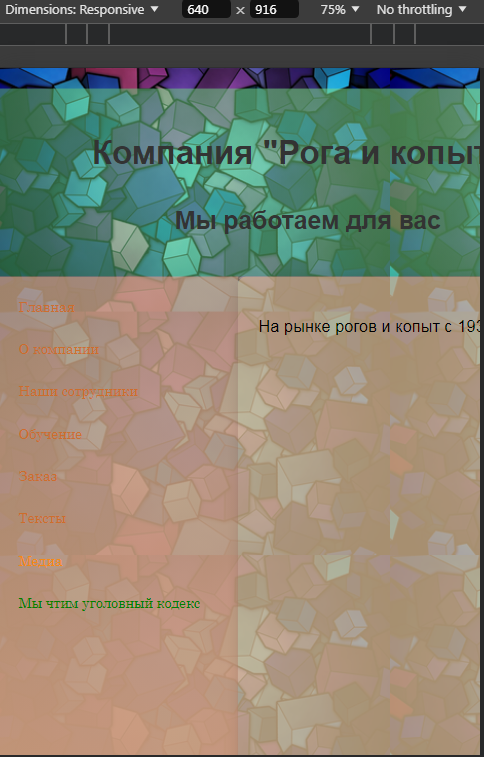 Dimensions: Responsive 640 × 916 75% No throttling
Компания "Рога и копыт
Мы работаем для вас
Главная
На рынке рогов и копыт с 193
О компании
Наши сотрудники
Обучение
Заказ
Тексты
Мы чтим уголовный кодекс